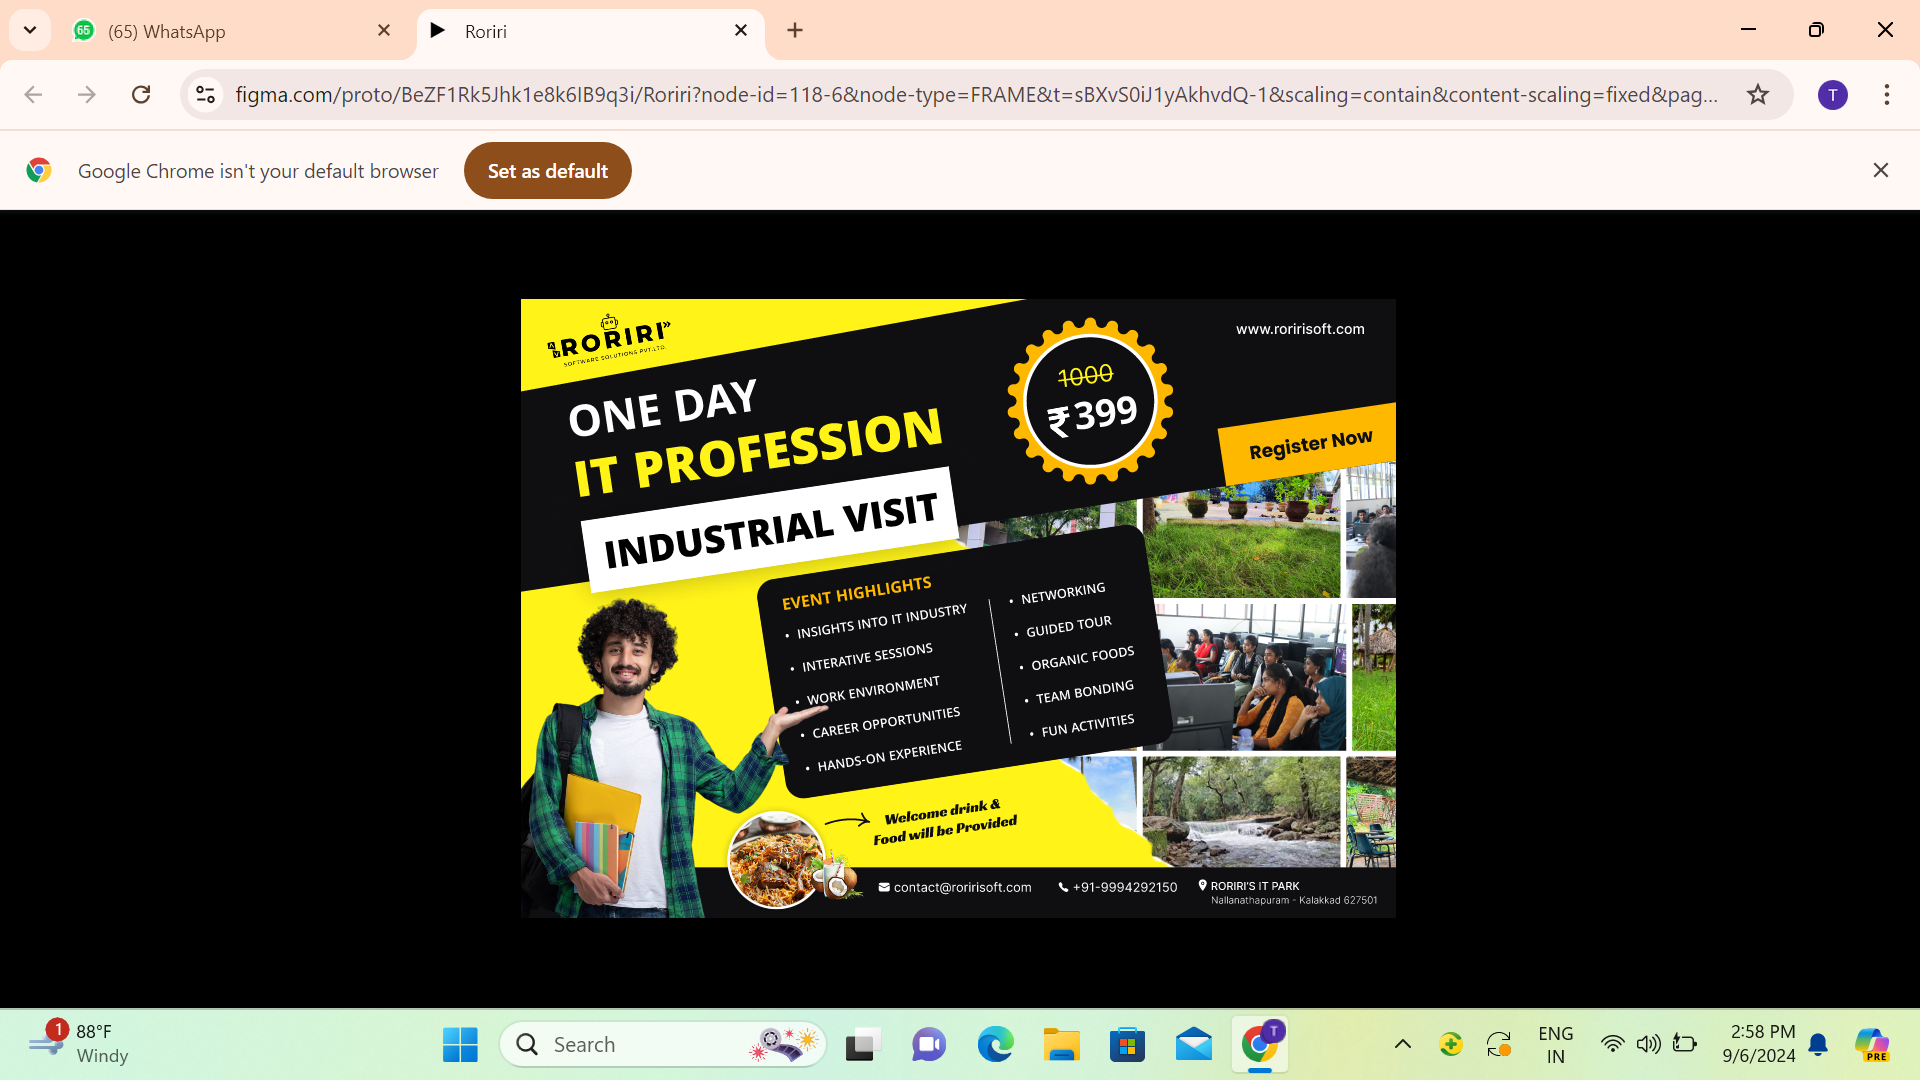 65
(65) WhatsApp
Roriri
figma.com/proto/BeZF1Rk5Jhk1e8k6IB9q3i/Roriri?node-id=118-6&node-type=FRAME&t=sBXvS0iJ1yAkhvdQ-1&scaling=contain&content-scaling=fixed&pag...
T
Google Chrome isn't your default browser
Set as default
RORIRI
SOFTWARE SOLUTIONS PVT.LTD.
www.roririsoft.com
1000
₹399
ONE DAY
IT PROFESSION
INDUSTRIAL VISIT
Register Now
EVENT HIGHLIGHTS
• INSIGHTS INTO IT INDUSTRY
• INTERATIVE SESSIONS
• WORK ENVIRONMENT
• CAREER OPPORTUNITIES
• HANDS-ON EXPERIENCE
• NETWORKING
• GUIDED TOUR
• ORGANIC FOODS
• TEAM BONDING
• FUN ACTIVITIES
Welcome drink &
Food will be Provided
contact@roririsoft.com
+91-9994292150
RORIRI'S IT PARK
Nallanathapuram - Kalakkad 627501
1
88°F
Windy
Search
T
ENG
IN
2:58 PM
9/6/2024
PRE